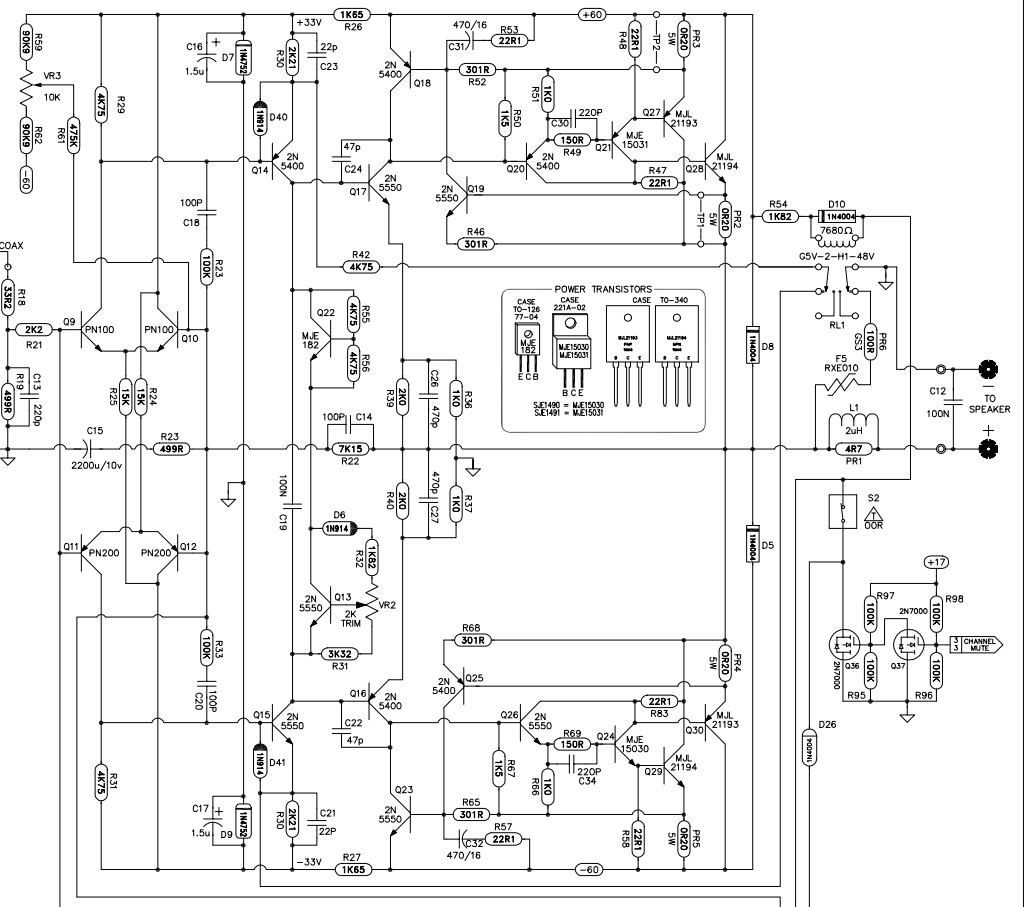 +33V
1K65
R26
470/16
C31
R53
22R1
+60
22R1
R48
TP2
0R20
5W
PR3
R59
90K9
VR3
10K
R62
90K9
-60
R61
475K
4K75
R29
C16
+
1.5u
D7
1N4752
R30
2K21
22p
C23
1N914
D40
2N
5400
Q18
301R
R52
1K5
R50
R51
1K0
C30
220P
150R
R49
Q21
MJE
15031
Q27
MJL
21193
Q14
2N
5400
47p
C24
Q17
2N
5550
2N
5550
Q19
Q20
2N
5400
R47
22R1
Q28
MJL
21194
100P
C18
100K
R23
R46
301R
TP1
0R20
5W
PR2
R54
1K82
D10
1N4004
7680Ω
G5V-2-H1-48V
RL1
COAX
33R2
R18
2K2
R21
Q9
PN100
PN100
Q10
R42
4K75
Q22
MJE
182
4K75
R55
4K75
R56
POWER TRANSISTORS
CASE
TO-126
77-04
MJE
182
E C B
CASE
221A-02
MJE15030
MJE15031
B C E
CASE TO-340
MJL21193
PNP
B C E
MJL21194
NPN
B C E
SJE1490 = MJE15030
SJE1491 = MJE15031
1N4004
D8
100R
PR6
GS3
F5
RXE010
L1
2uH
4R7
PR1
C12
100N
−
TO
SPEAKER
+
R19
499R
C13
220p
R25
15K
15K
R24
C15
2200u/10v
R23
499R
100P
C14
7K15
R22
R39
2K0
C26
470p
1K0
R36
R40
2K0
470p
C27
1K0
R37
100N
C19
D6
1N914
1K82
R32
1N4004
D5
S2
OOR
Q11
PN200
PN200
Q12
2N
5550
Q13
2K
TRIM
VR2
3K32
R31
+17
R97
100K
2N7000
R98
100K
Q36
2N7000
Q37
3
3
CHANNEL
MUTE
R95
100K
R96
100K
100K
R33
100P
C20
R68
301R
2N
5400
Q25
0R20
5W
PR4
Q15
2N
5550
Q16
2N
5400
C22
47p
Q26
2N
5550
22R1
R83
Q30
MJL
21193
R69
150R
220P
C34
Q24
MJE
15030
Q29
MJL
21194
1N914
D41
4K75
R31
1K5
R67
R66
1K0
D26
1N4004
C17
+
1.5u
D9
1N4752
R30
2K21
C21
22P
Q23
2N
5550
R65
301R
C32
470/16
R57
22R1
R58
22R1
0R20
5W
PR5
-33V
R27
1K65
-60